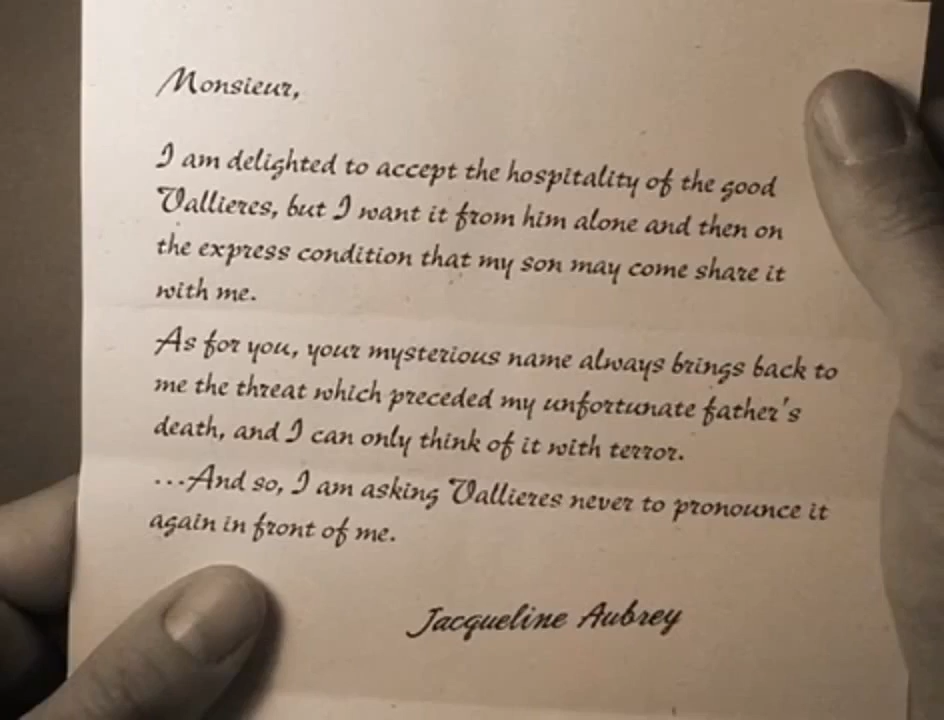 Monsieur,
I am delighted to accept the hospitality of the good
Vallieres, but I want it from him alone and then on
the express condition that my son may come share it
with me.
As for you, your mysterious name always brings back to
me the threat which preceded my unfortunate father's
death, and I can only think of it with terror.
...And so, I am asking Vallieres never to pronounce it
again in front of me.
Jacqueline Aubrey